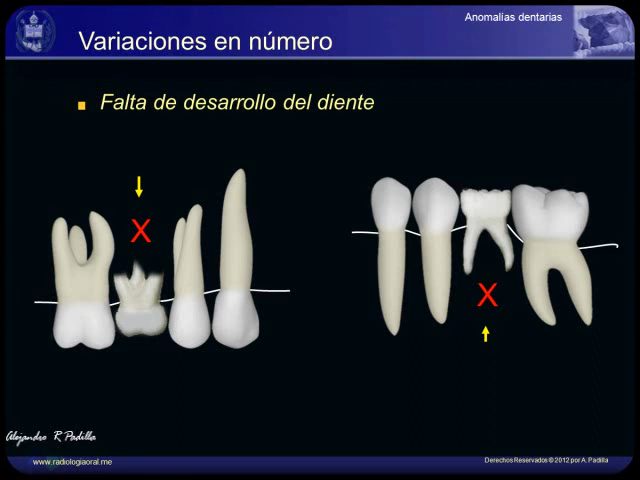 Anomalías dentarias
Variaciones en número
Falta de desarrollo del diente
X
X
Alejandro R Padilla
www.radiologiaoral.me
Derechos Reservados © 2012 por A. Padilla